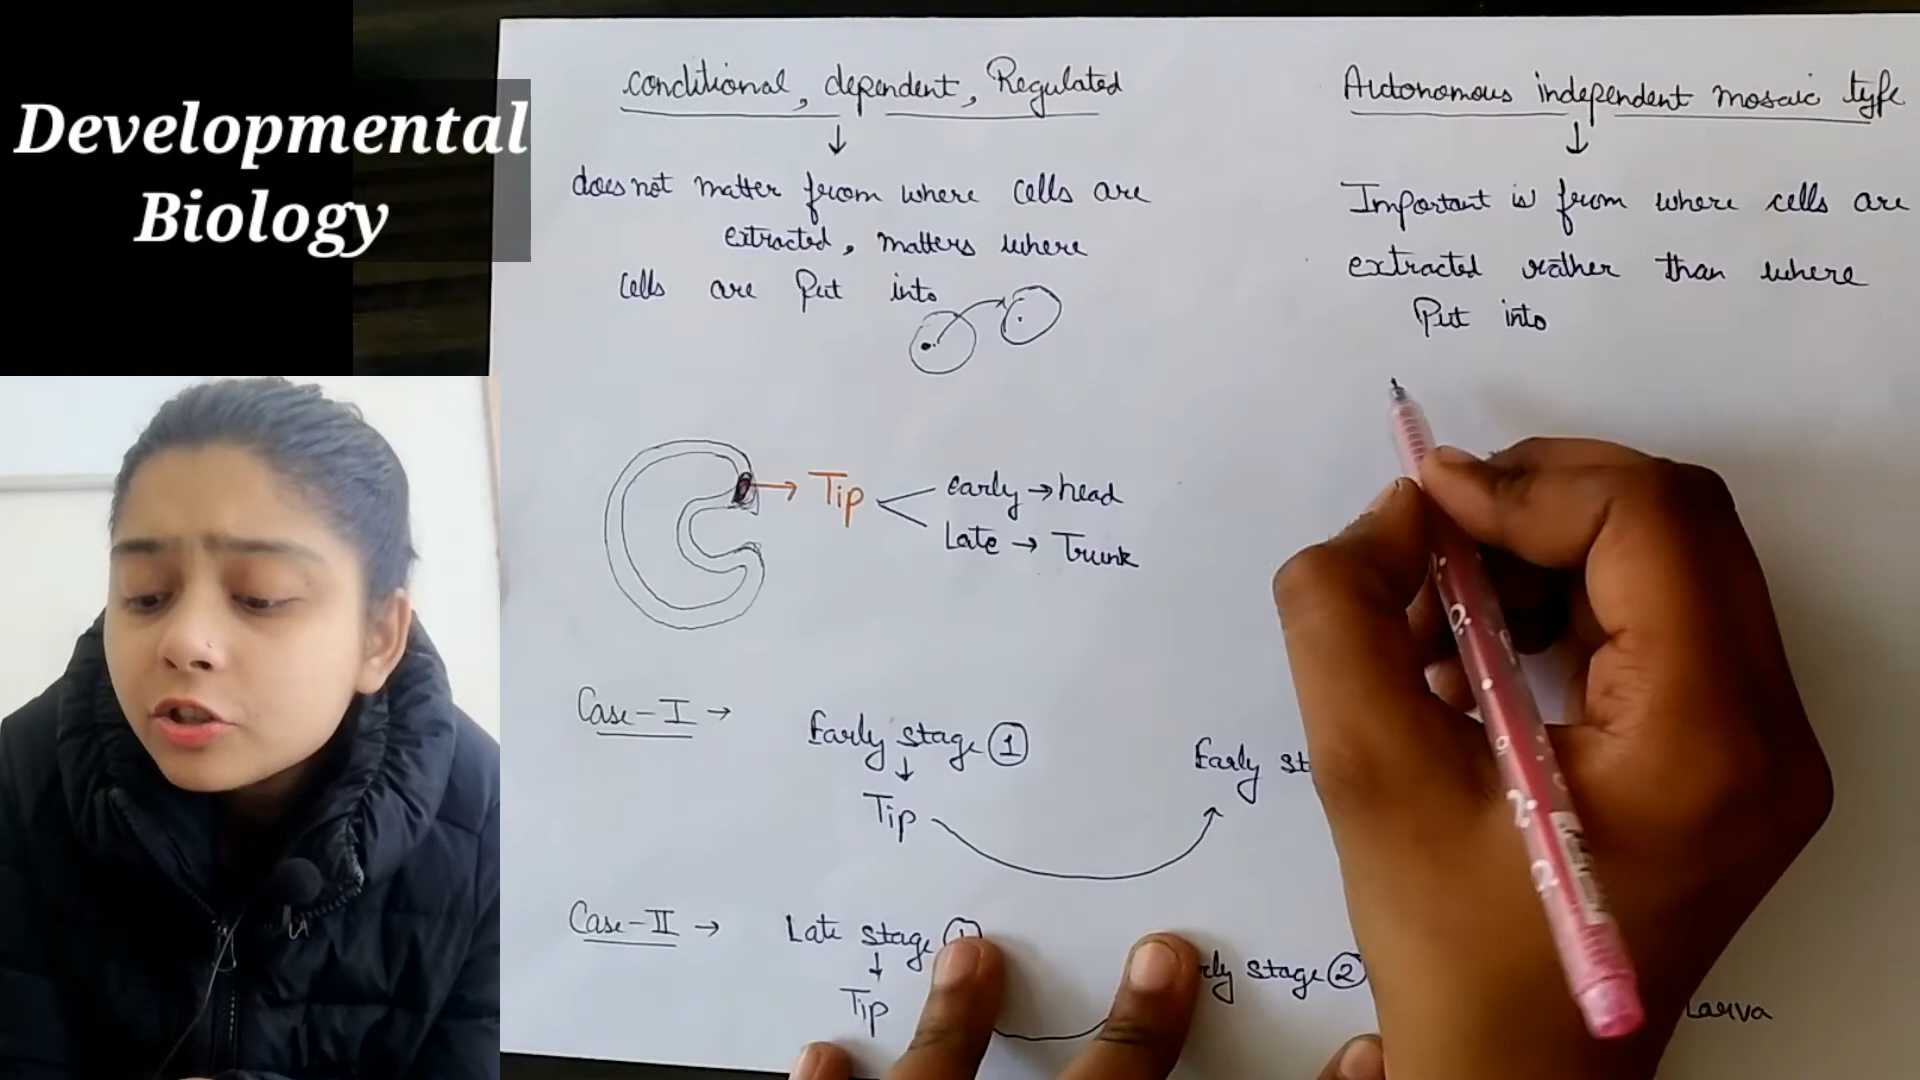 Developmental
Biology
conditional, dependent, Regulated
↓
does not matter from where cells are
extracted, matters where
cells are Put into
Autonomous independent mosaic type
↓
Important is from where cells are
extracted rather than where
Put into
→ Tip
early → head
Late → Trunk
Case-I →
Early stage 1
↓
Tip
Early
Case-II →
Late stage
↓
Tip
stage 2
Larva